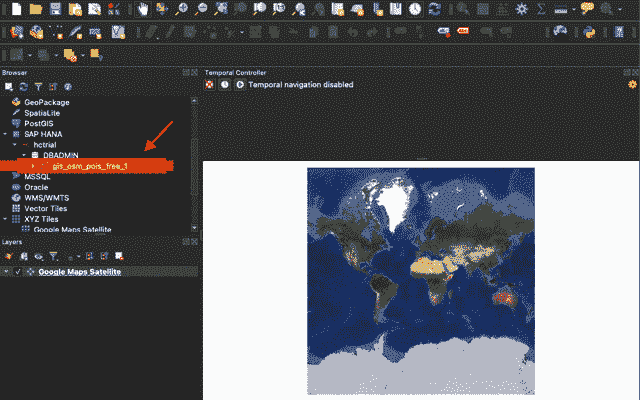 Browser
Temporal Controller
Temporal navigation disabled
GeoPackage
SpatiaLite
PostGIS
SAP HANA
hctrial
DBADMIN
gis_osm_pois_free_1
MSSQL
Oracle
WMS/WMTS
Vector Tiles
XYZ Tiles
Google Maps Satellite
Layers
Google Maps Satellite